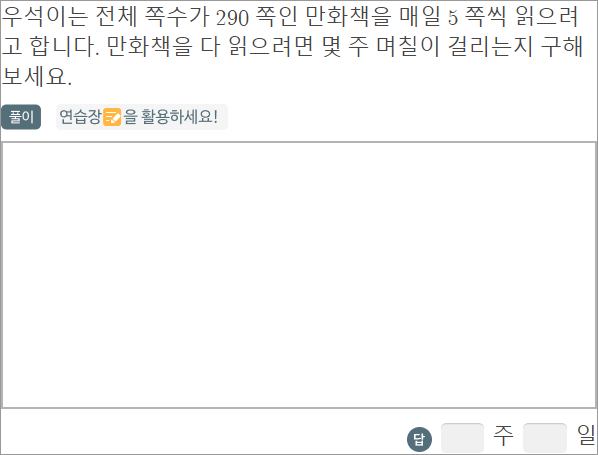 우석이는 전체 쪽수가 290 쪽인 만화책을 매일 5 쪽씩 읽으려
고 합니다. 만화책을 다 읽으려면 몇 주 며칠이 걸리는지 구해
보세요.
풀이 연습장을 활용하세요!
답 주 일